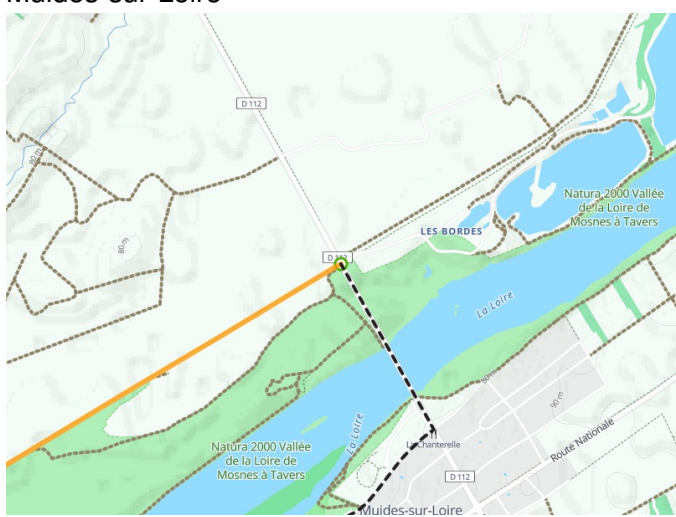 Muides-sur-Loire
D 112
80 m
Natura 2000 Vallée
de la Loire de
Mosnes à Tavers
LES BORDES
80 m
D 112
La Loire
80 m
90 m
La Loire
La Chanterelle
Route Nationale
Natura 2000 Vallée
de la Loire de
Mosnes à Tavers
D 112
Muides-sur-Loire